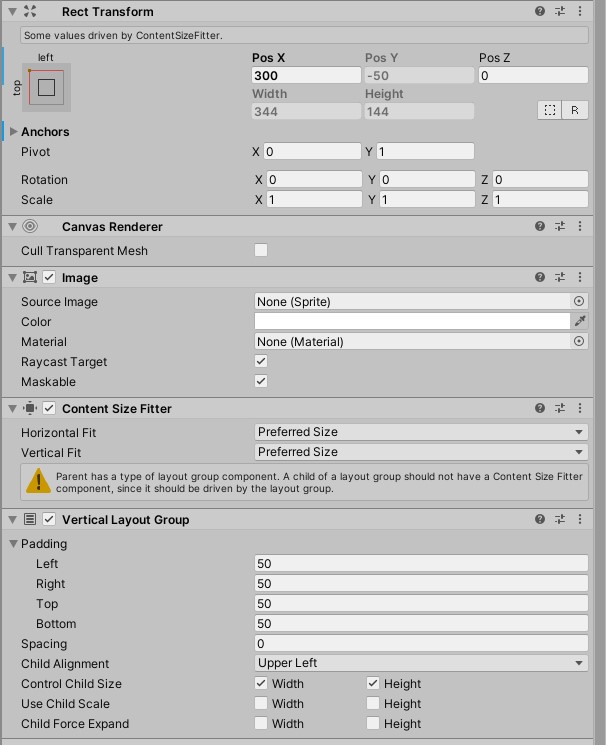 Rect Transform
Some values driven by ContentSizeFitter.
left
Pos X Pos Y Pos Z
top
300 -50 0
Width Height
344 144
R
Anchors
Pivot X 0 Y 1
Rotation X 0 Y 0 Z 0
Scale X 1 Y 1 Z 1
Canvas Renderer
Cull Transparent Mesh
Image
Source Image None (Sprite)
Color
Material None (Material)
Raycast Target
Maskable
Content Size Fitter
Horizontal Fit Preferred Size
Vertical Fit Preferred Size
Parent has a type of layout group component. A child of a layout group should not have a Content Size Fitter
component, since it should be driven by the layout group.
Vertical Layout Group
Padding
Left 50
Right 50
Top 50
Bottom 50
Spacing 0
Child Alignment Upper Left
Control Child Size Width Height
Use Child Scale Width Height
Child Force Expand Width Height